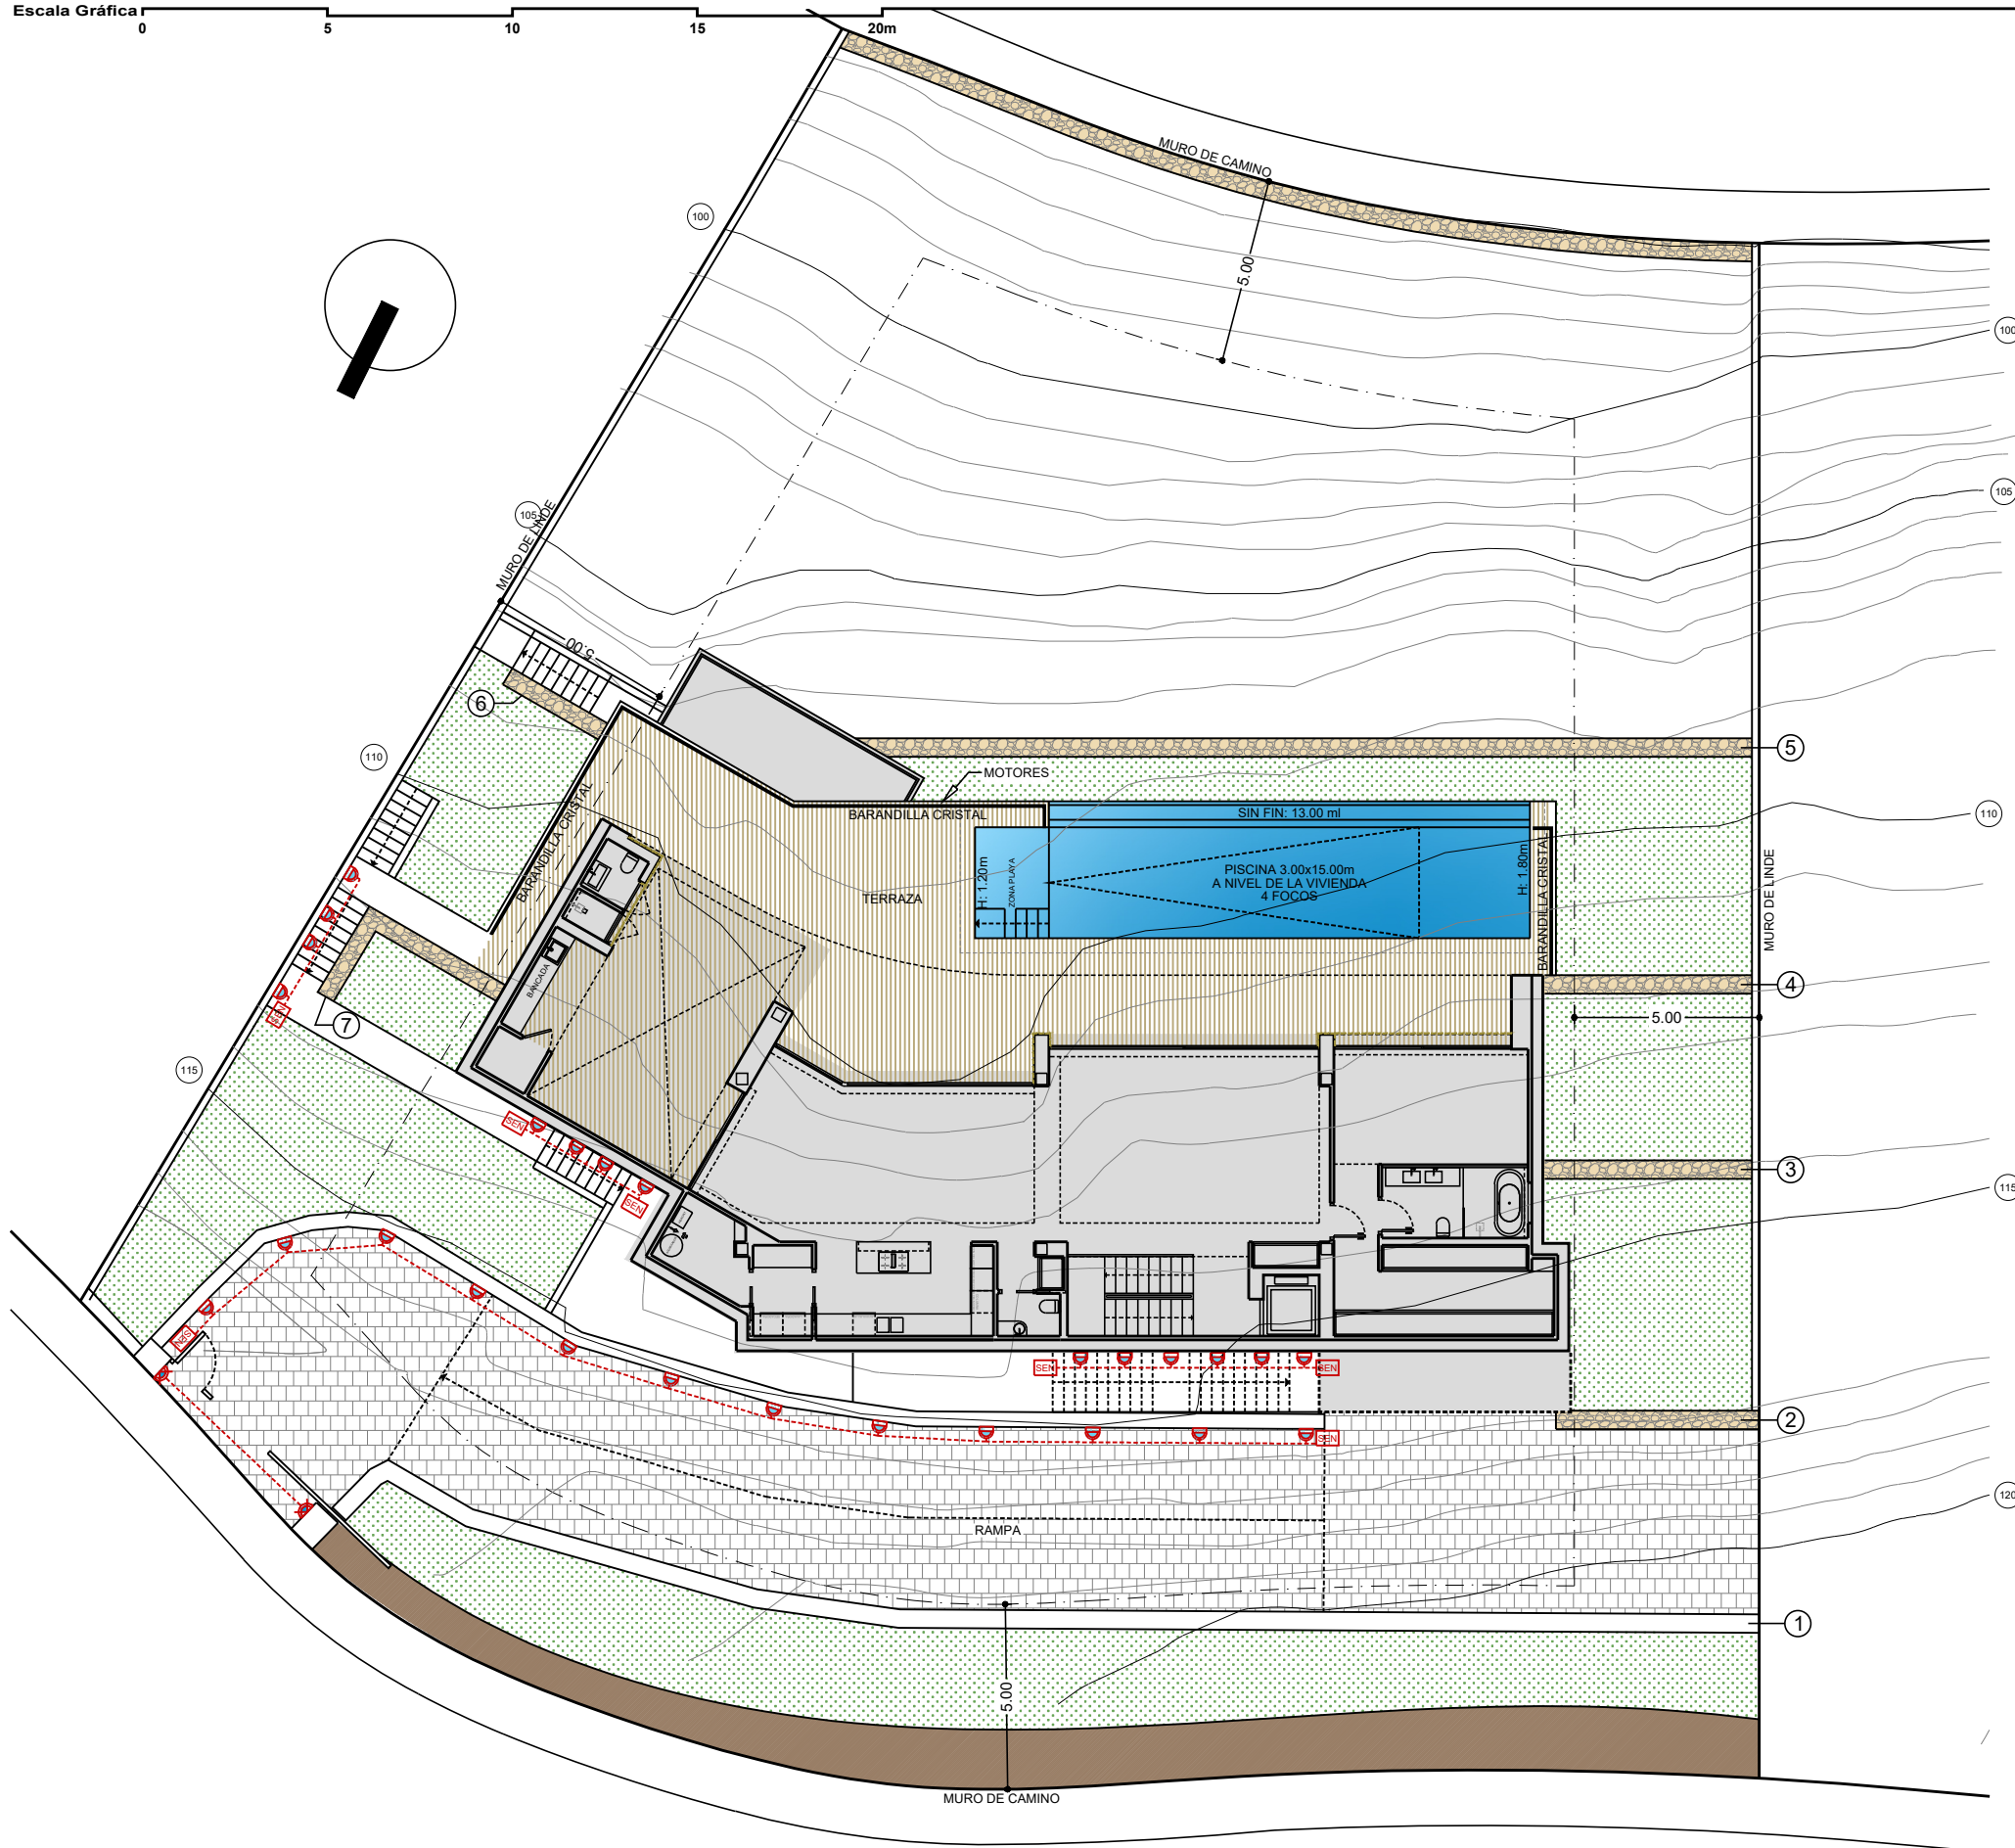 Escala Gráfica
0 5 10 15 20m
MURO DE CAMINO
100
5.00
100
105
105
MURO DE LINDE
5.00
6
110
5
MOTORES
BARANDILLA CRISTAL
BARANDILLA CRISTAL
SIN FIN: 13.00 ml
110
PISCINA 3.00x15.00m
A NIVEL DE LA VIVIENDA
4 FOCOS
H: 1.20m
ZONA PLAYA
H: 1.80m
BARANDILLA CRISTAL
MURO DE LINDE
TERRAZA
BANCADA
4
SEN
7
5.00
115
SEN
3
115
SEN
SEN
SEN
SEN
2
SEN
120
RAMPA
1
5.00
MURO DE CAMINO